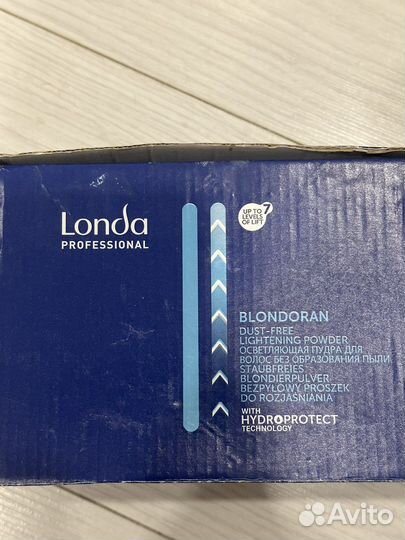 Londa
PROFESSIONAL
UP TO 7
LEVELS
OF LIFT
BLONDORAN
DUST-FREE
LIGHTENING POWDER
ОСВЕТЛЯЮЩАЯ ПУДРА ДЛЯ
ВОЛОС БЕЗ ОБРАЗОВАНИЯ ПЫЛИ
STAUBFREIES
BLONDIERPULVER
BEZPYŁOWY PROSZEK
DO ROZJAŚNIANIA
WITH
HYDROPROTECT
TECHNOLOGY
Avito